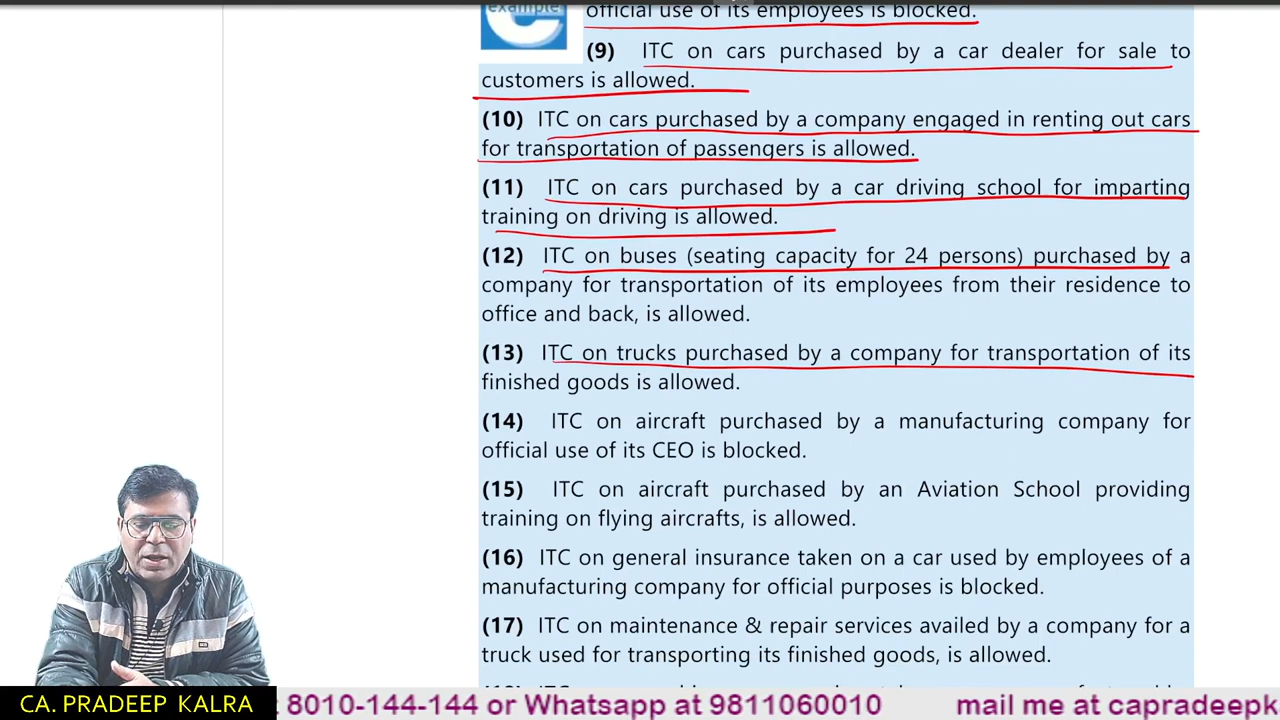 example
official use of its employees is blocked.
(9) ITC on cars purchased by a car dealer for sale to
customers is allowed.
(10) ITC on cars purchased by a company engaged in renting out cars
for transportation of passengers is allowed.
(11) ITC on cars purchased by a car driving school for imparting
training on driving is allowed.
(12) ITC on buses (seating capacity for 24 persons) purchased by a
company for transportation of its employees from their residence to
office and back, is allowed.
(13) ITC on trucks purchased by a company for transportation of its
finished goods is allowed.
(14) ITC on aircraft purchased by a manufacturing company for
official use of its CEO is blocked.
(15) ITC on aircraft purchased by an Aviation School providing
training on flying aircrafts, is allowed.
(16) ITC on general insurance taken on a car used by employees of a
manufacturing company for official purposes is blocked.
(17) ITC on maintenance & repair services availed by a company for a
truck used for transporting its finished goods, is allowed.
CA. PRADEEP KALRA
: 8010-144-144 or Whatsapp at 9811060010 mail me at capradeepk